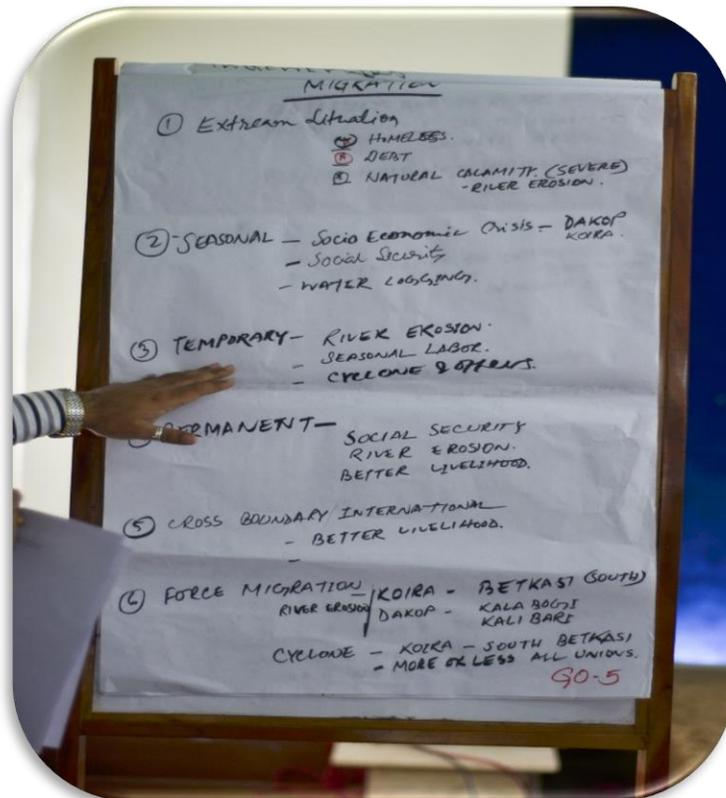 MIGRATION
① Extream Situation
HOMELESS.
DEBT
NATURAL CALAMITY. (SEVERE)
- RIVER EROSION.
② - SEASONAL - Socio Economic Crisis - DAKOP
KOIRA.
- Social Security
- WATER LOGGING.
③ TEMPORARY - RIVER EROSION.
- SEASONAL LABOR.
- CYCLONE & OTHERS.
PERMANENT - SOCIAL SECURITY
RIVER EROSION.
BETTER LIVELIHOOD.
⑤ CROSS BOUNDARY/INTERNATIONAL
- BETTER LIVELIHOOD.
-
⑥ FORCE MIGRATION - KOIRA - BETKASI (SOUTH)
RIVER EROSION DAKOP - KALA BOGI
KALI BARI
CYCLONE - KOIRA - SOUTH BETKASI
- MORE OR LESS ALL UNIONS.
GO-5